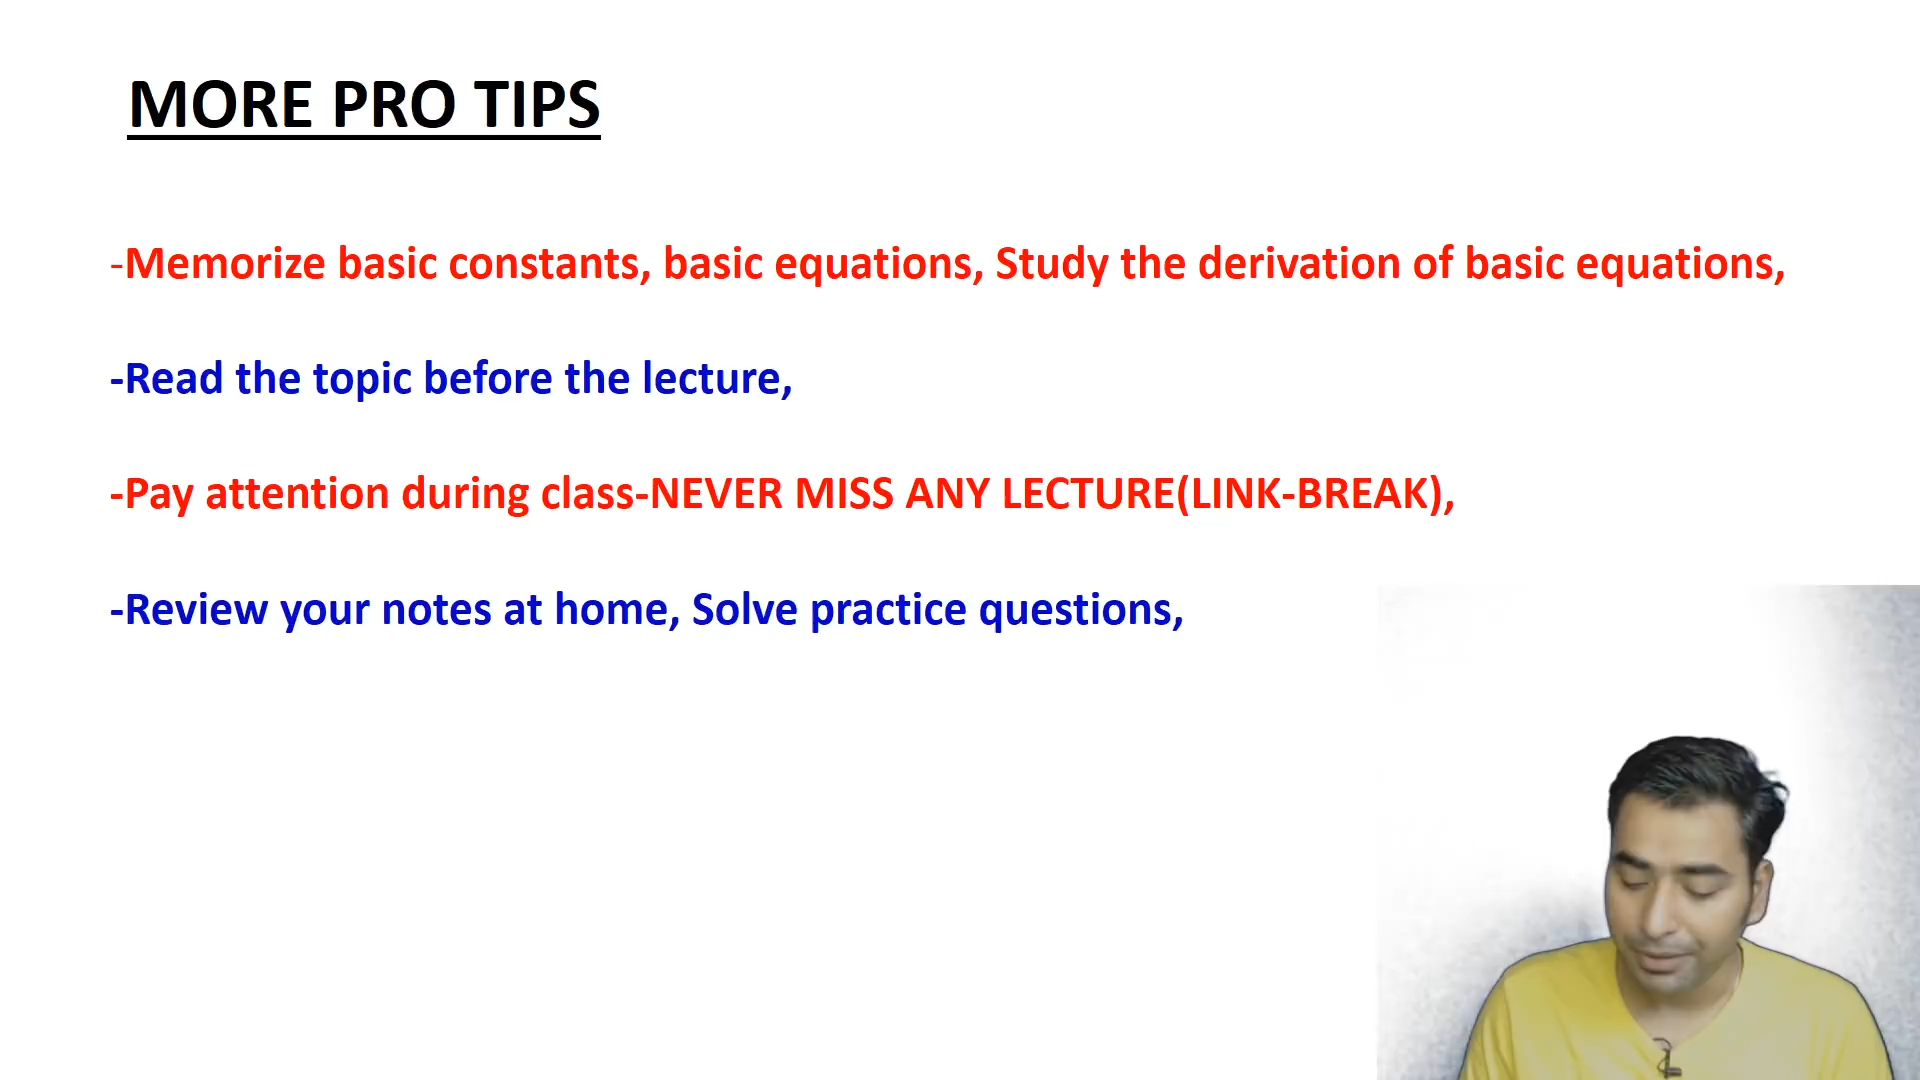 MORE PRO TIPS
-Memorize basic constants, basic equations, Study the derivation of basic equations,
-Read the topic before the lecture,
-Pay attention during class-NEVER MISS ANY LECTURE(LINK-BREAK),
-Review your notes at home, Solve practice questions,